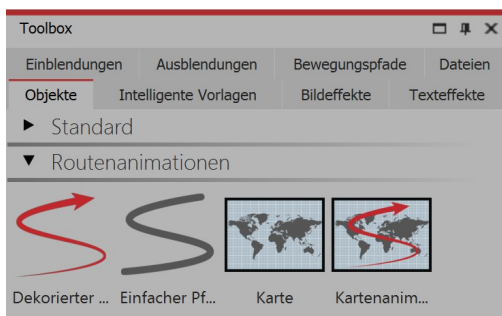 Toolbox
Einblendungen Ausblendungen Bewegungspfade Dateien
Objekte Intelligente Vorlagen Bildeffekte Texteffekte
Standard
Routenanimationen
Dekorierter ... Einfacher Pf... Karte Kartenanim...